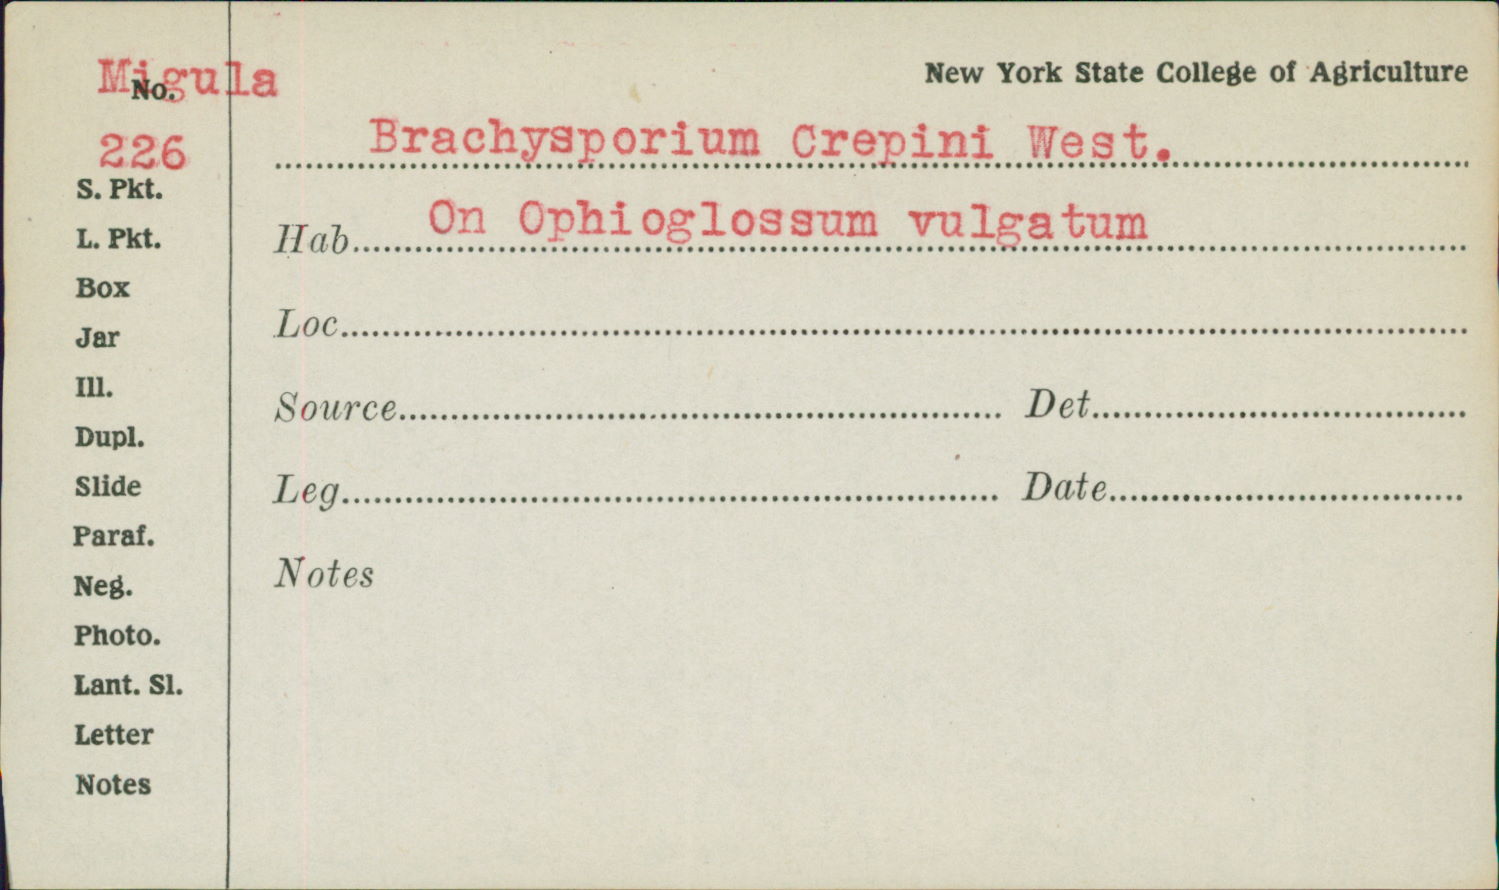 Migula
No.
226
S. Pkt.
L. Pkt.
Box
Jar
Ill.
Dupl.
Slide
Paraf.
Neg.
Photo.
Lant. Sl.
Letter
Notes
New York State College of Agriculture
Brachysporium Crepini West.
Hab. On Ophioglossum vulgatum
Loc.
Source Det.
Leg. Date
Notes